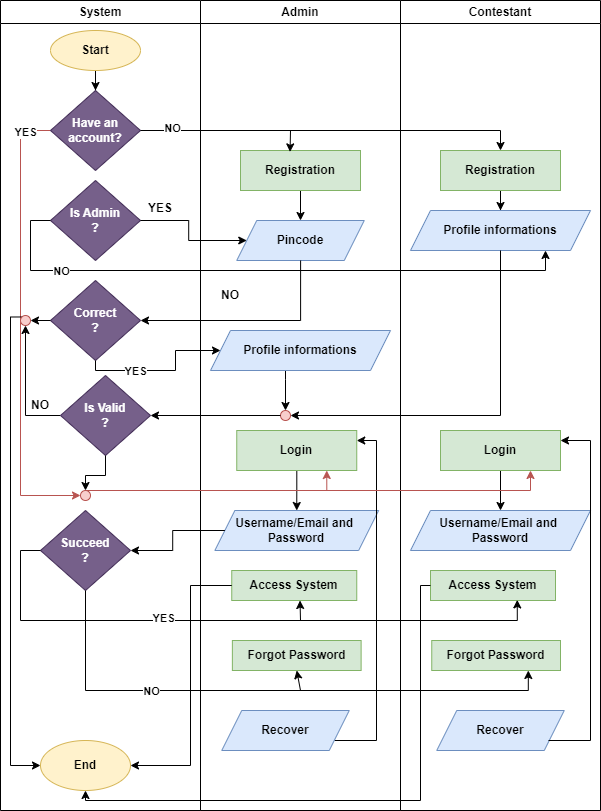 System
Admin
Contestant
Start
Have an
account?
YES
NO
Registration
Registration
Is Admin
?
YES
Pincode
Profile informations
NO
Correct
?
NO
YES
Profile informations
Is Valid
?
NO
Login
Login
Username/Email and
Password
Username/Email and
Password
Succeed
?
Access System
Access System
YES
Forgot Password
Forgot Password
NO
Recover
Recover
End